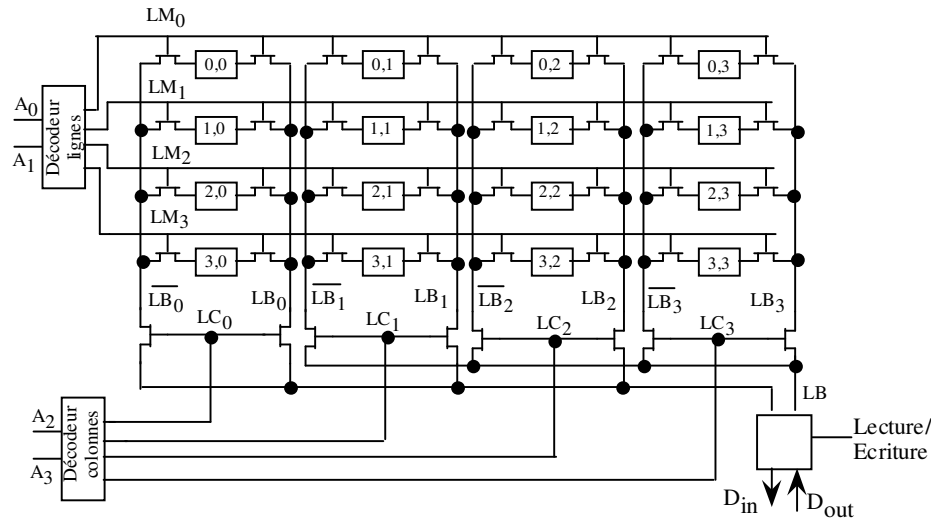 LM0
0,0 0,1 0,2 0,3
A0
A1
Décodeur
lignes
LM1
1,0 1,1 1,2 1,3
LM2
2,0 2,1 2,2 2,3
LM3
3,0 3,1 3,2 3,3
LB0 LB0 LB1 LB1 LB2 LB2 LB3 LB3
LC0 LC1 LC2 LC3
LB
A2
A3
Décodeur
colonnes
Lecture/
Ecriture
Din Dout